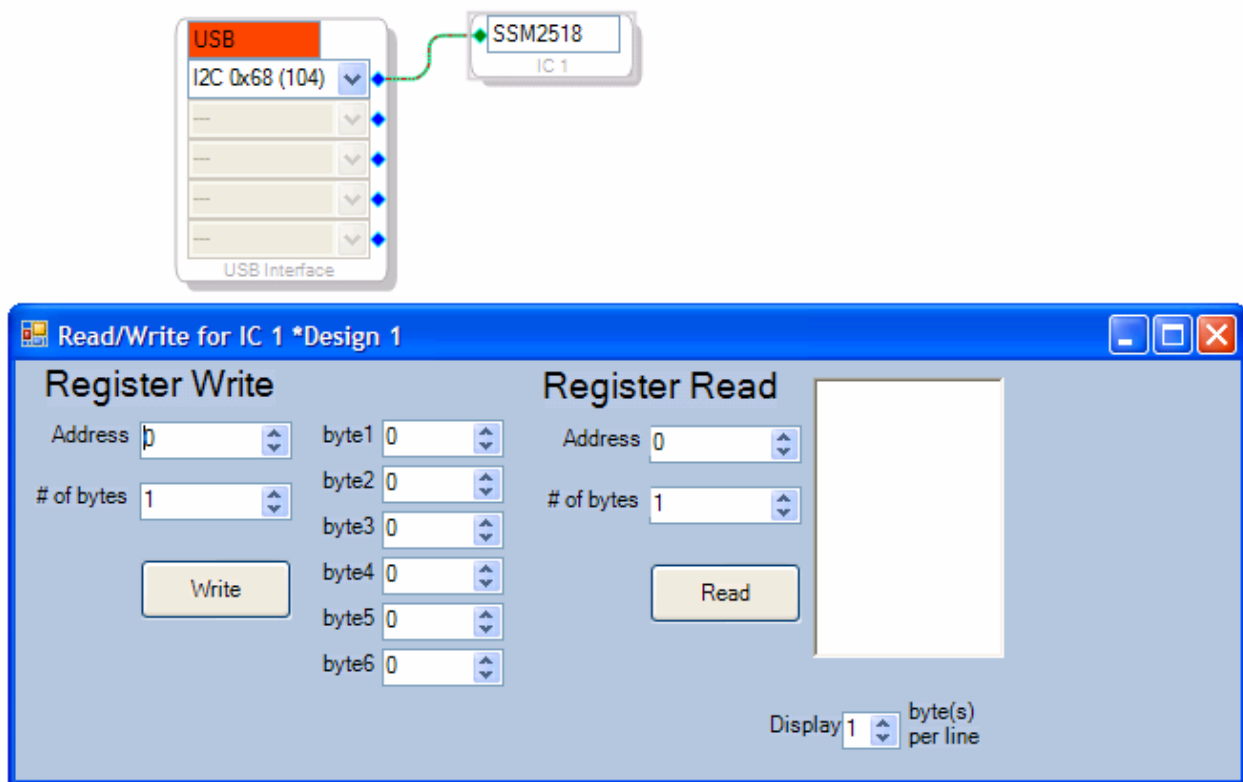 USB
SSM2518
IC 1
I2C 0x68 (104)
---
---
---
---
USB Interface
Read/Write for IC 1 *Design 1
Register Write
Address 0
# of bytes 1
Write
byte1 0
byte2 0
byte3 0
byte4 0
byte5 0
byte6 0
Register Read
Address 0
# of bytes 1
Read
Display 1 byte(s)
per line